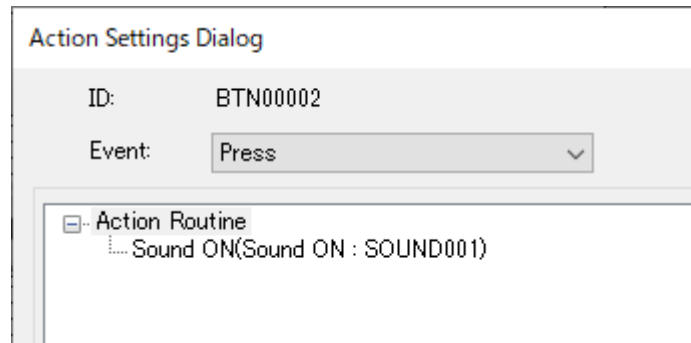 Action Settings Dialog
ID: BTN00002
Event: Press
Action Routine
Sound ON(Sound ON : SOUND001)